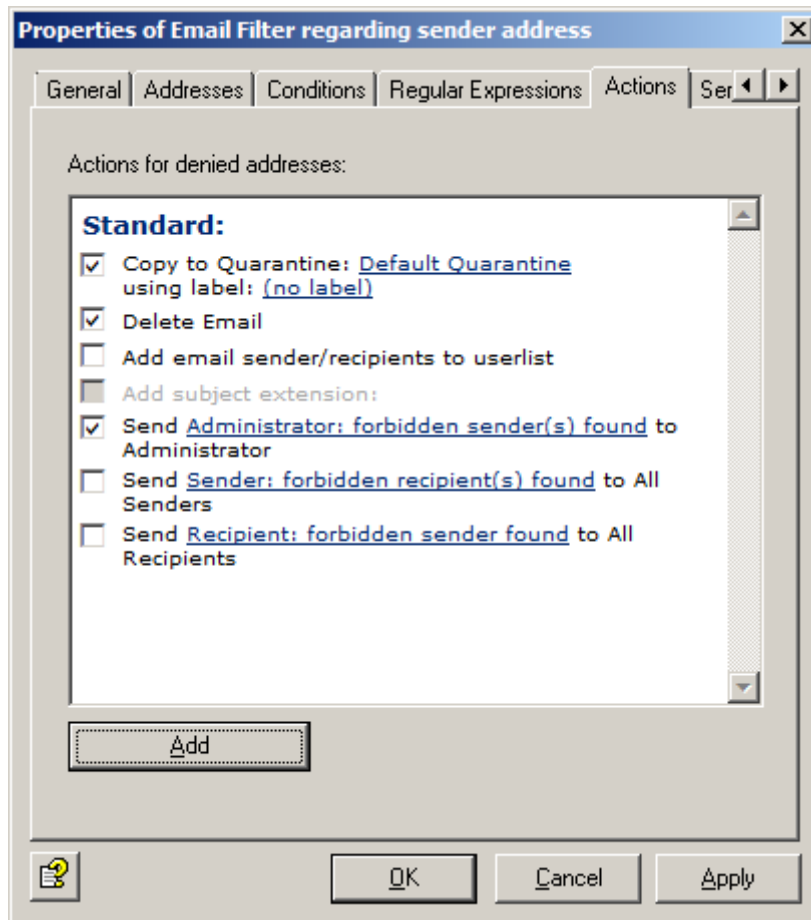 Properties of Email Filter regarding sender address
General Addresses Conditions Regular Expressions Actions Ser
Actions for denied addresses:
Standard:
Copy to Quarantine: Default Quarantine
using label: (no label)
Delete Email
Add email sender/recipients to userlist
Add subject extension:
Send Administrator: forbidden sender(s) found to
Administrator
Send Sender: forbidden recipient(s) found to All
Senders
Send Recipient: forbidden sender found to All
Recipients
Add
OK Cancel Apply